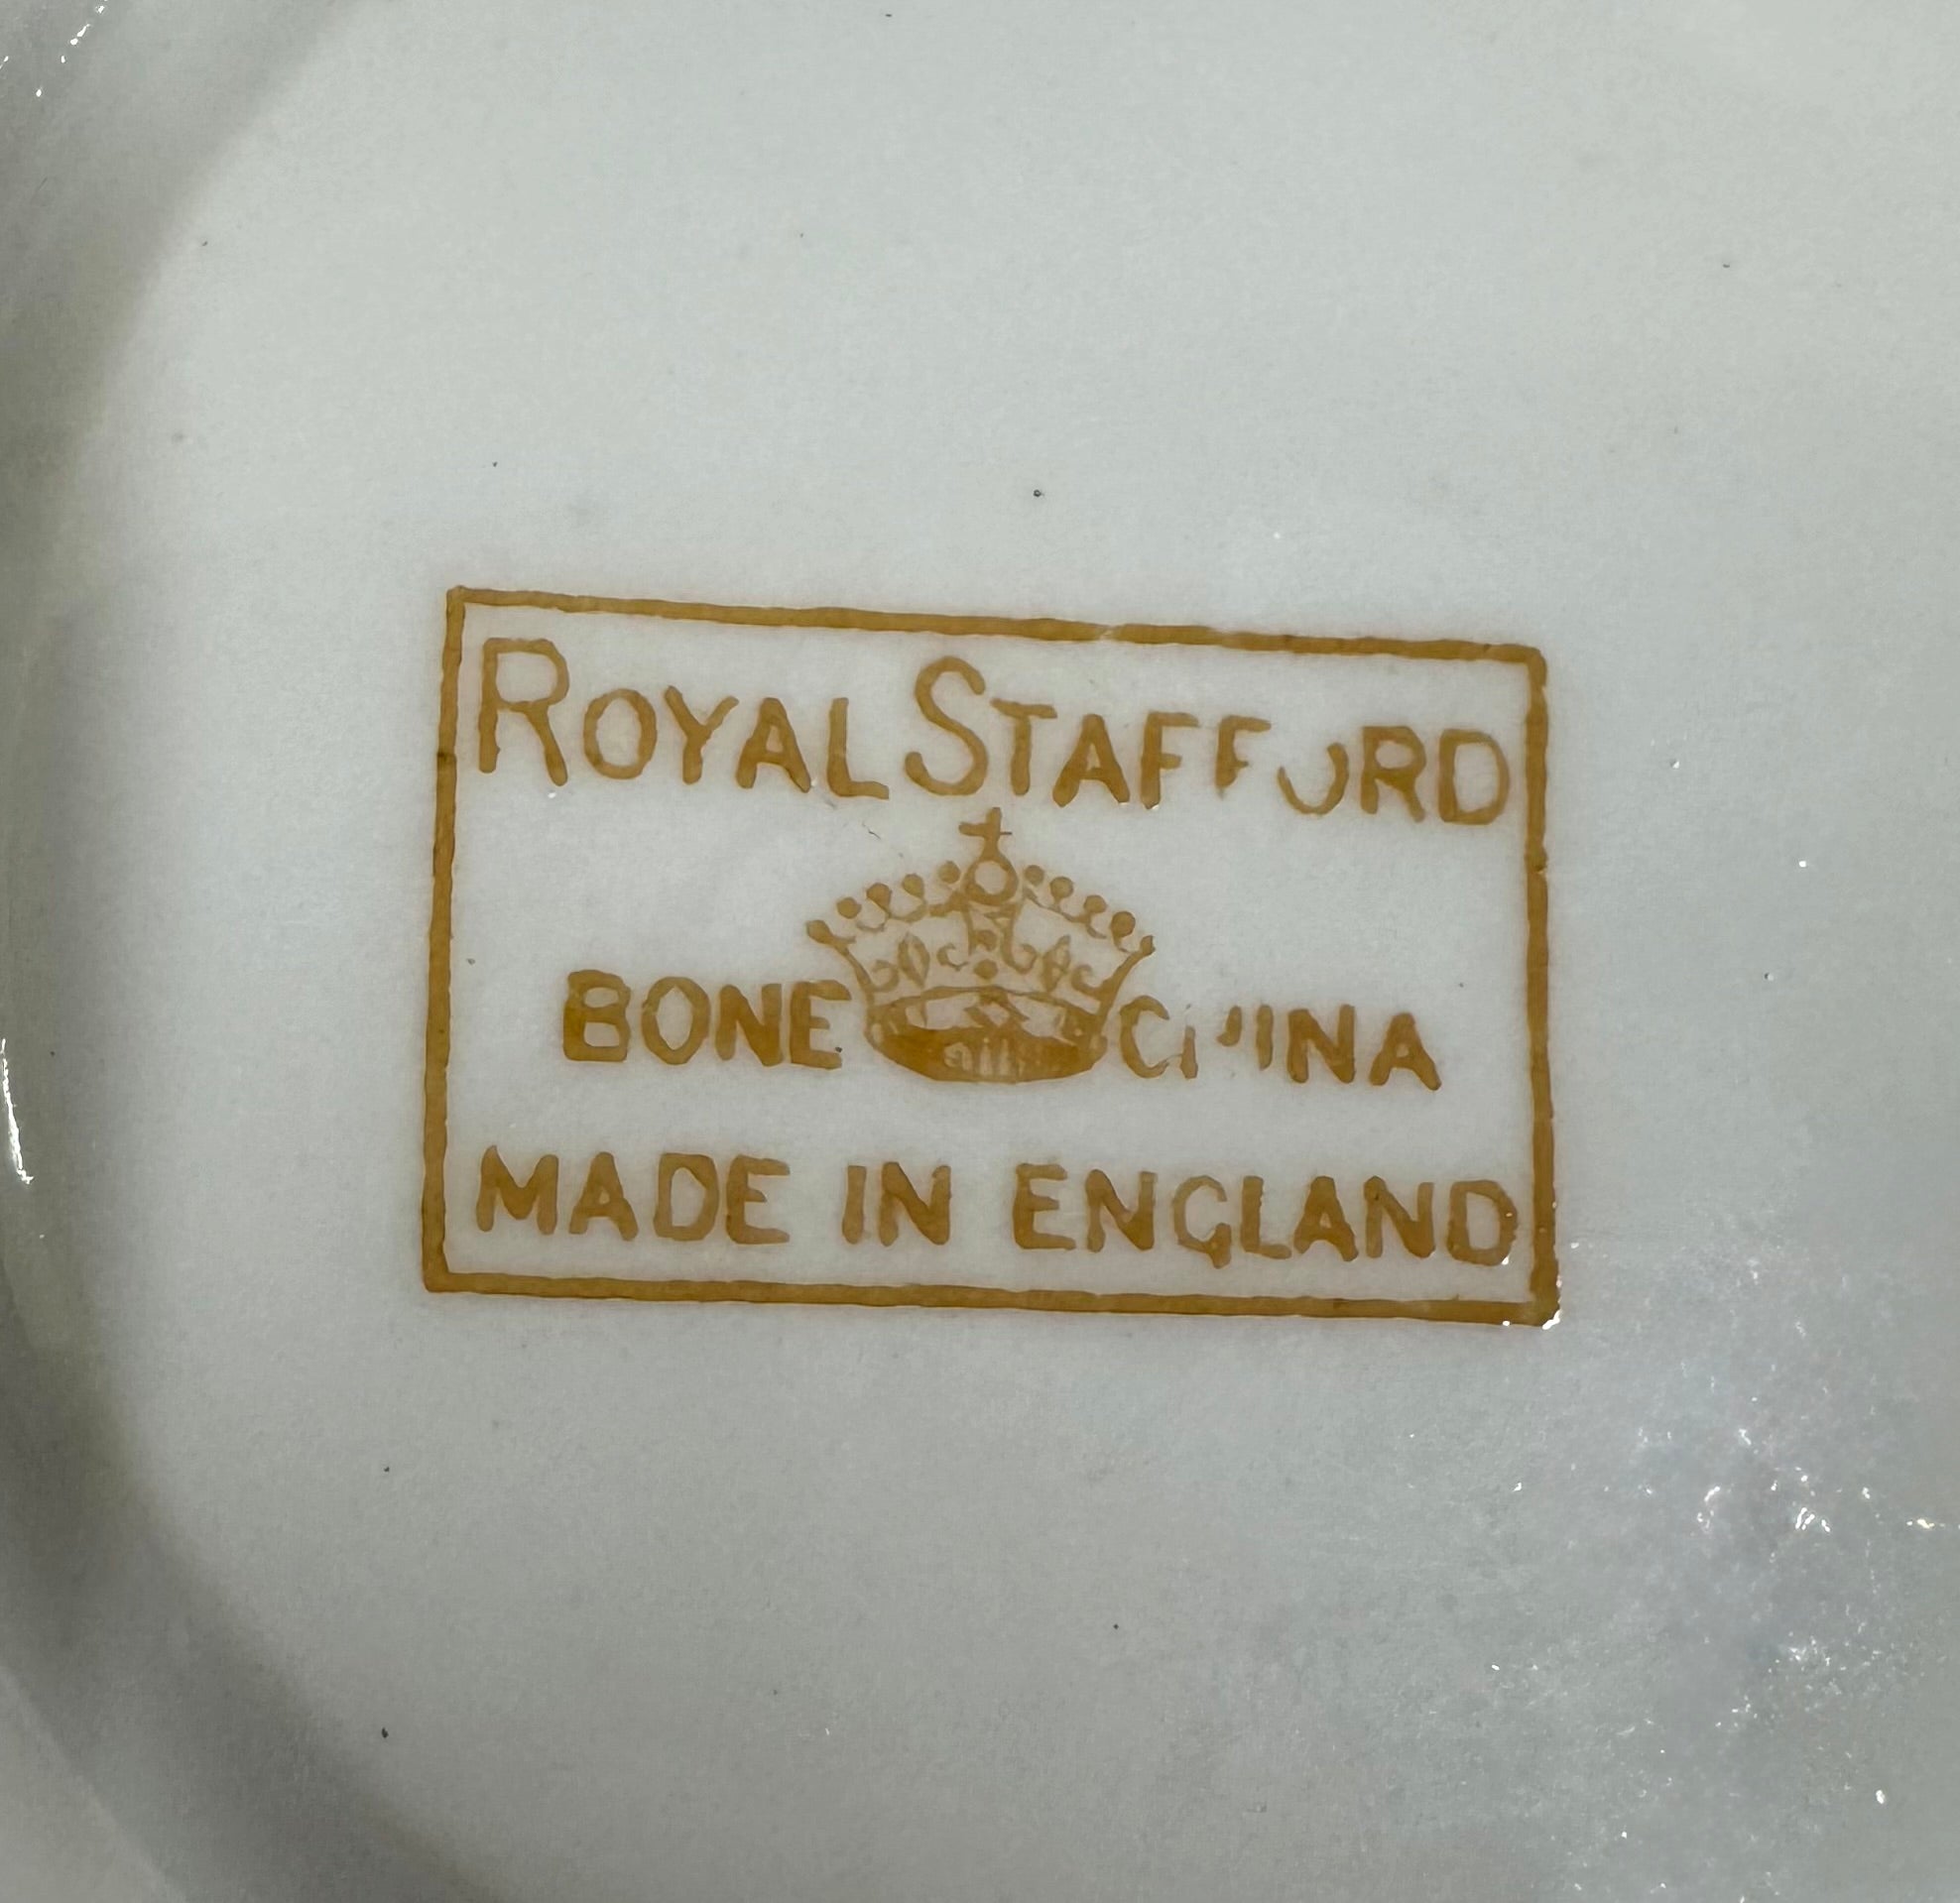 ROYAL STAFFORD
BONE CHINA
MADE IN ENGLAND